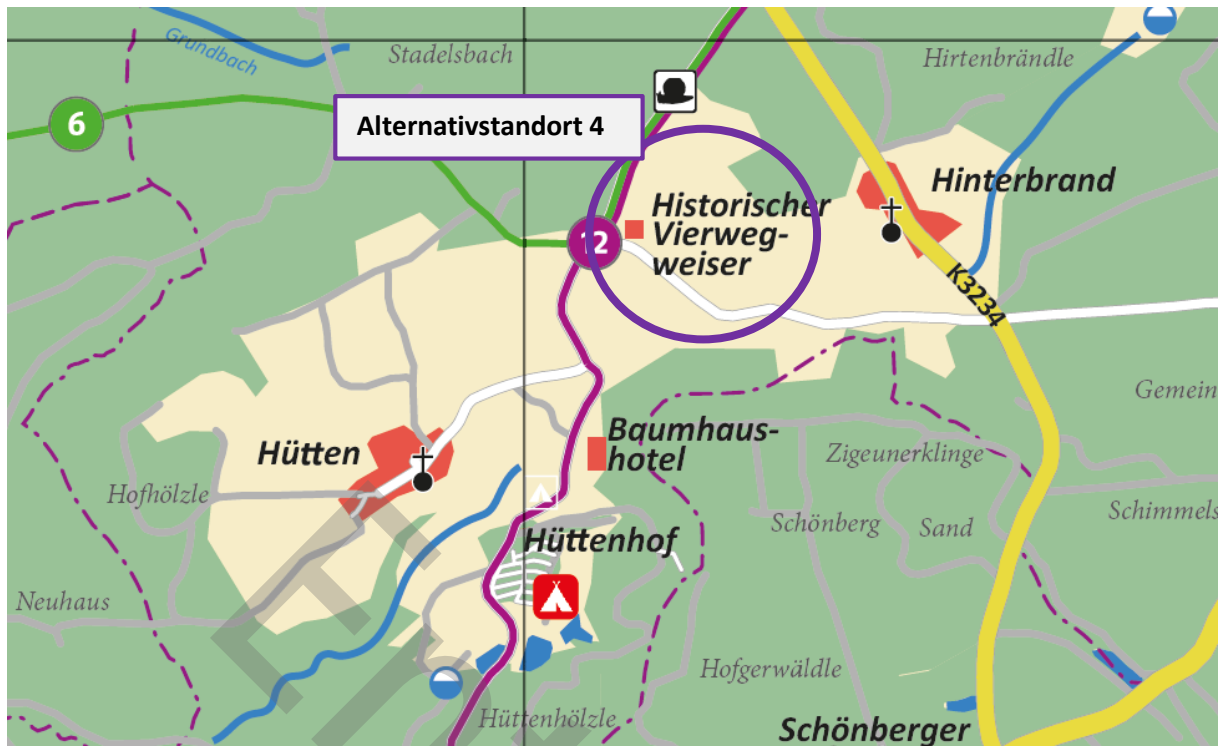 Grundbach
Stadelsbach
Hirtenbrändle
6
Alternativstandort 4
Hinterbrand
Historischer
Vierweg-
weiser
12
K3234
Gemein
Baumhaus-
hotel
Hütten
Zigeunerklinge
Hofhölzle
Schönberg
Sand
Schimmels
Hüttenhof
Neuhaus
Hofgerwäldle
Hüttenhölzle
Schönberger